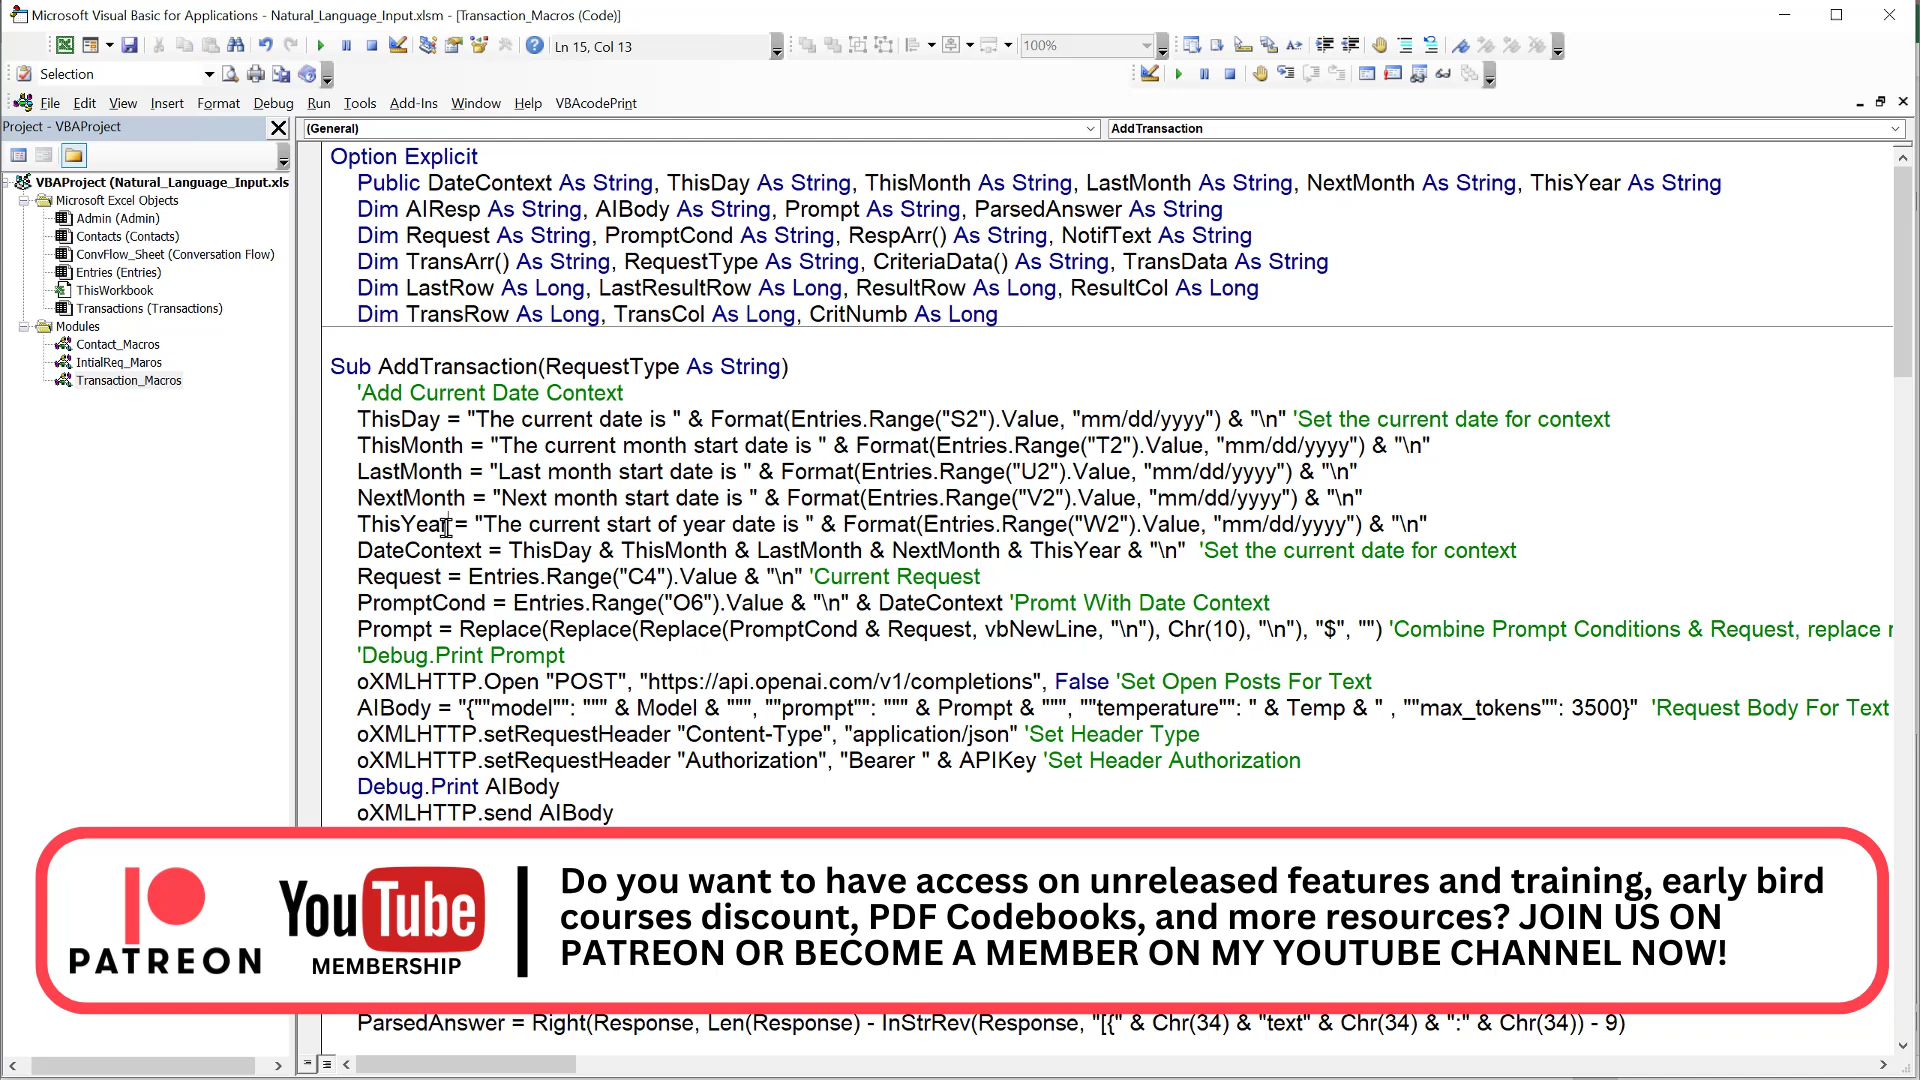 Microsoft Visual Basic for Applications - Natural_Language_Input.xlsm - [Transaction_Macros (Code)]
Ln 15, Col 13
100%
Selection
File Edit View Insert Format Debug Run Tools Add-Ins Window Help VBAcodePrint
Project - VBAProject
(General)
AddTransaction
VBAProject (Natural_Language_Input.xls
Microsoft Excel Objects
Admin (Admin)
Contacts (Contacts)
ConvFlow_Sheet (Conversation Flow)
Entries (Entries)
ThisWorkbook
Transactions (Transactions)
Modules
Contact_Macros
IntialReq_Maros
Transaction_Macros
Option Explicit
Public DateContext As String, ThisDay As String, ThisMonth As String, LastMonth As String, NextMonth As String, ThisYear As String
Dim AIResp As String, AIBody As String, Prompt As String, ParsedAnswer As String
Dim Request As String, PromptCond As String, RespArr() As String, NotifText As String
Dim TransArr() As String, RequestType As String, CriteriaData() As String, TransData As String
Dim LastRow As Long, LastResultRow As Long, ResultRow As Long, ResultCol As Long
Dim TransRow As Long, TransCol As Long, CritNumb As Long
Sub AddTransaction(RequestType As String)
'Add Current Date Context
ThisDay = "The current date is " & Format(Entries.Range("S2").Value, "mm/dd/yyyy") & "\n" 'Set the current date for context
ThisMonth = "The current month start date is " & Format(Entries.Range("T2").Value, "mm/dd/yyyy") & "\n"
LastMonth = "Last month start date is " & Format(Entries.Range("U2").Value, "mm/dd/yyyy") & "\n"
NextMonth = "Next month start date is " & Format(Entries.Range("V2").Value, "mm/dd/yyyy") & "\n"
ThisYear = "The current start of year date is " & Format(Entries.Range("W2").Value, "mm/dd/yyyy") & "\n"
DateContext = ThisDay & ThisMonth & LastMonth & NextMonth & ThisYear & "\n" 'Set the current date for context
Request = Entries.Range("C4").Value & "\n" 'Current Request
PromptCond = Entries.Range("O6").Value & "\n" & DateContext 'Promt With Date Context
Prompt = Replace(Replace(Replace(PromptCond & Request, vbNewLine, "\n"), Chr(10), "\n"), "$", "") 'Combine Prompt Conditions & Request, replace
'Debug.Print Prompt
oXMLHTTP.Open "POST", "https://api.openai.com/v1/completions", False 'Set Open Posts For Text
AIBody = "{""model"": """ & Model & """, ""prompt"": """ & Prompt & """, ""temperature"": " & Temp & " , ""max_tokens"": 3500}" 'Request Body For Text
oXMLHTTP.setRequestHeader "Content-Type", "application/json" 'Set Header Type
oXMLHTTP.setRequestHeader "Authorization", "Bearer " & APIKey 'Set Header Authorization
Debug.Print AIBody
oXMLHTTP.send AIBody
PATREON
YouTube
MEMBERSHIP
Do you want to have access on unreleased features and training, early bird
courses discount, PDF Codebooks, and more resources? JOIN US ON
PATREON OR BECOME A MEMBER ON MY YOUTUBE CHANNEL NOW!
ParsedAnswer = Right(Response, Len(Response) - InStrRev(Response, "[{" & Chr(34) & "text" & Chr(34) & ":" & Chr(34)) - 9)